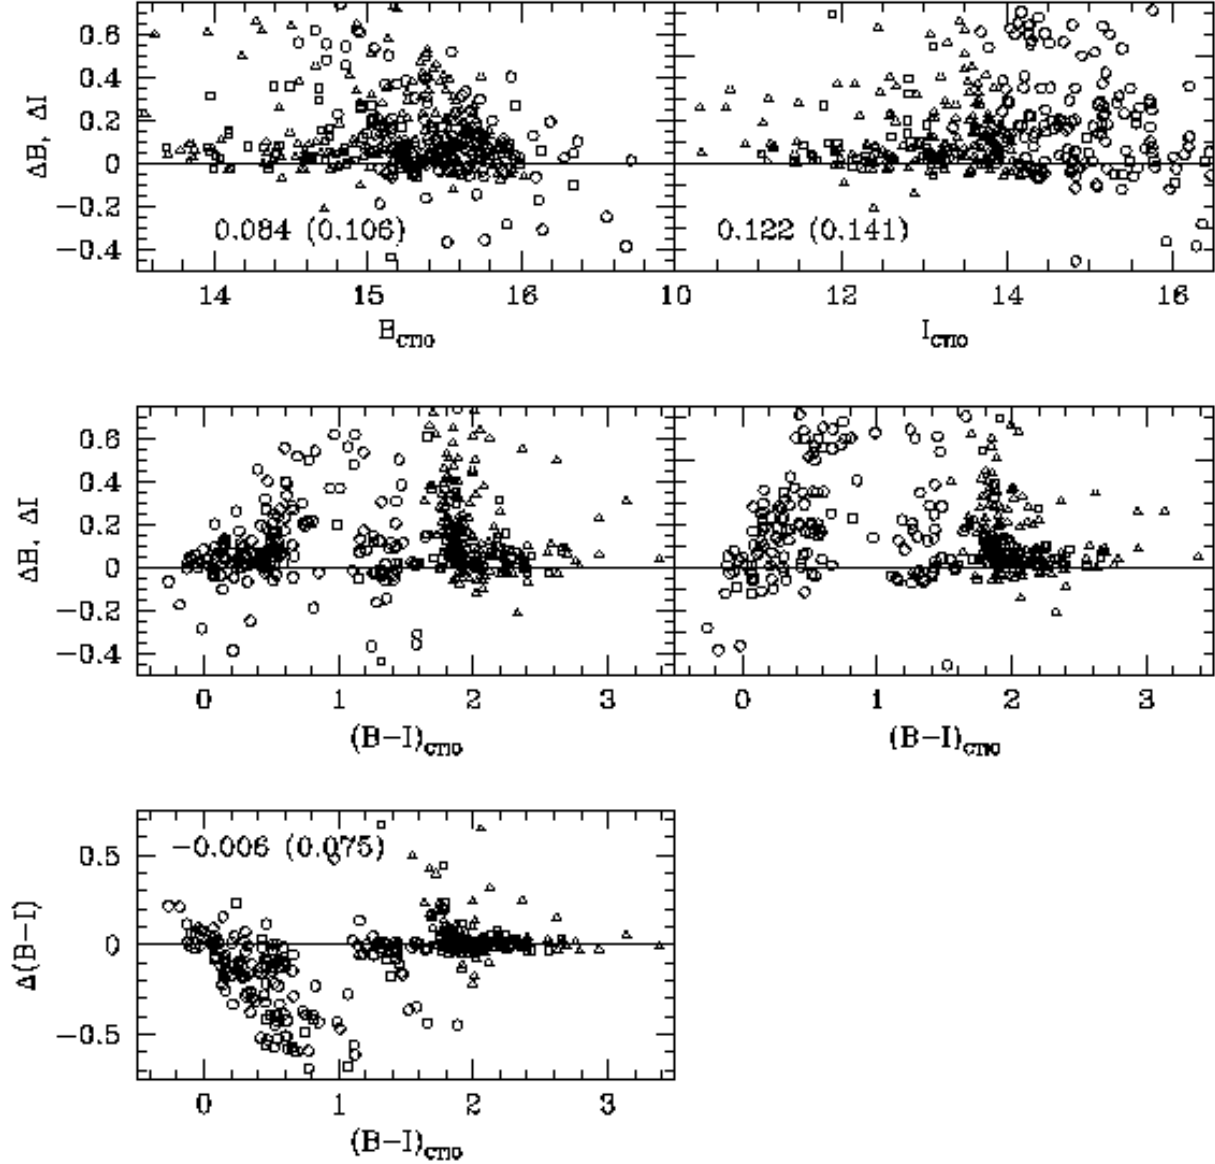 0.6
0.4
0.2
0
−0.2
−0.4
ΔB, ΔI
0.084 (0.106)
0.122 (0.141)
14 15 16 10 12 14 16
B_CTIO I_CTIO
0.6
0.4
0.2
0
−0.2
−0.4
ΔB, ΔI
0 1 2 3 0 1 2 3
(B−I)_CTIO (B−I)_CTIO
−0.006 (0.075)
0.5
0
−0.5
Δ(B−I)
0 1 2 3
(B−I)_CTIO